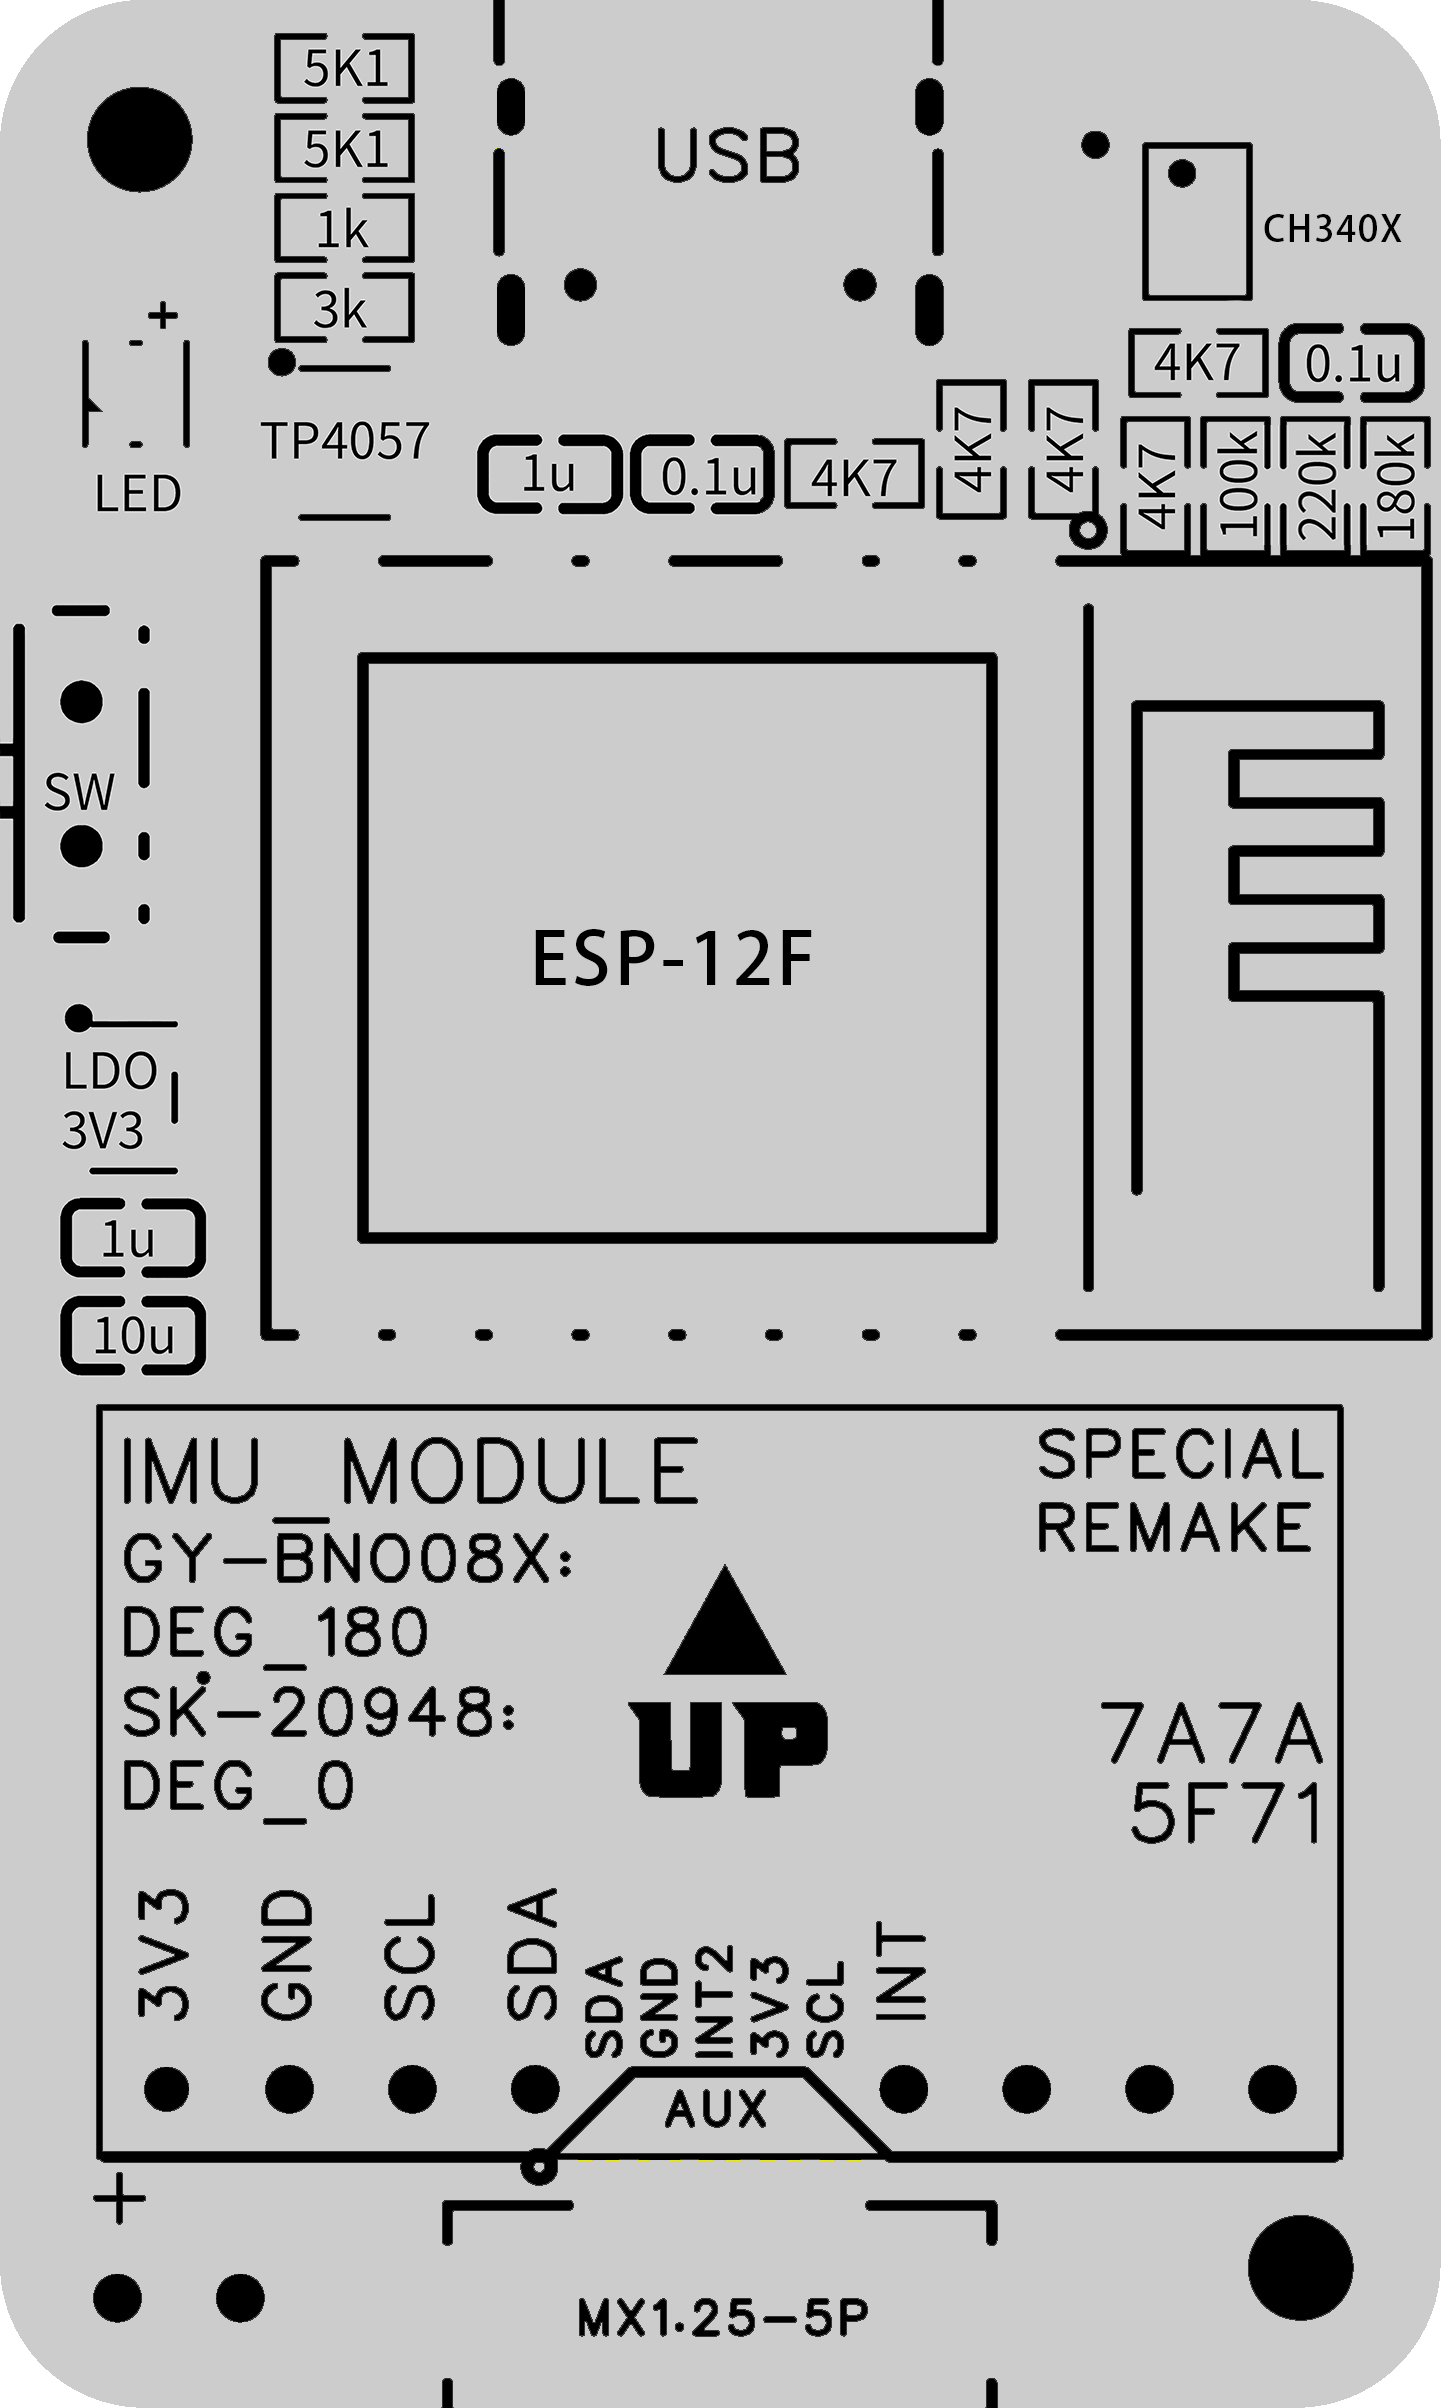 5K1
5K1
1k
3k
USB
CH340X
+
LED
TP4057
1u
0.1u
4K7
4K7
4K7
4K7
0.1u
4K7
100k
220k
180k
SW
ESP-12F
LDO
3V3
1u
10u
IMU_MODULE
GY-BNO08X:
DEG_180
SK-20948:
DEG_0
SPECIAL
REMAKE
UP
7A7A
5F71
3V3
GND
SCL
SDA
SDA
GND
INT2
3V3
SCL
INT
AUX
+
MX1.25-5P